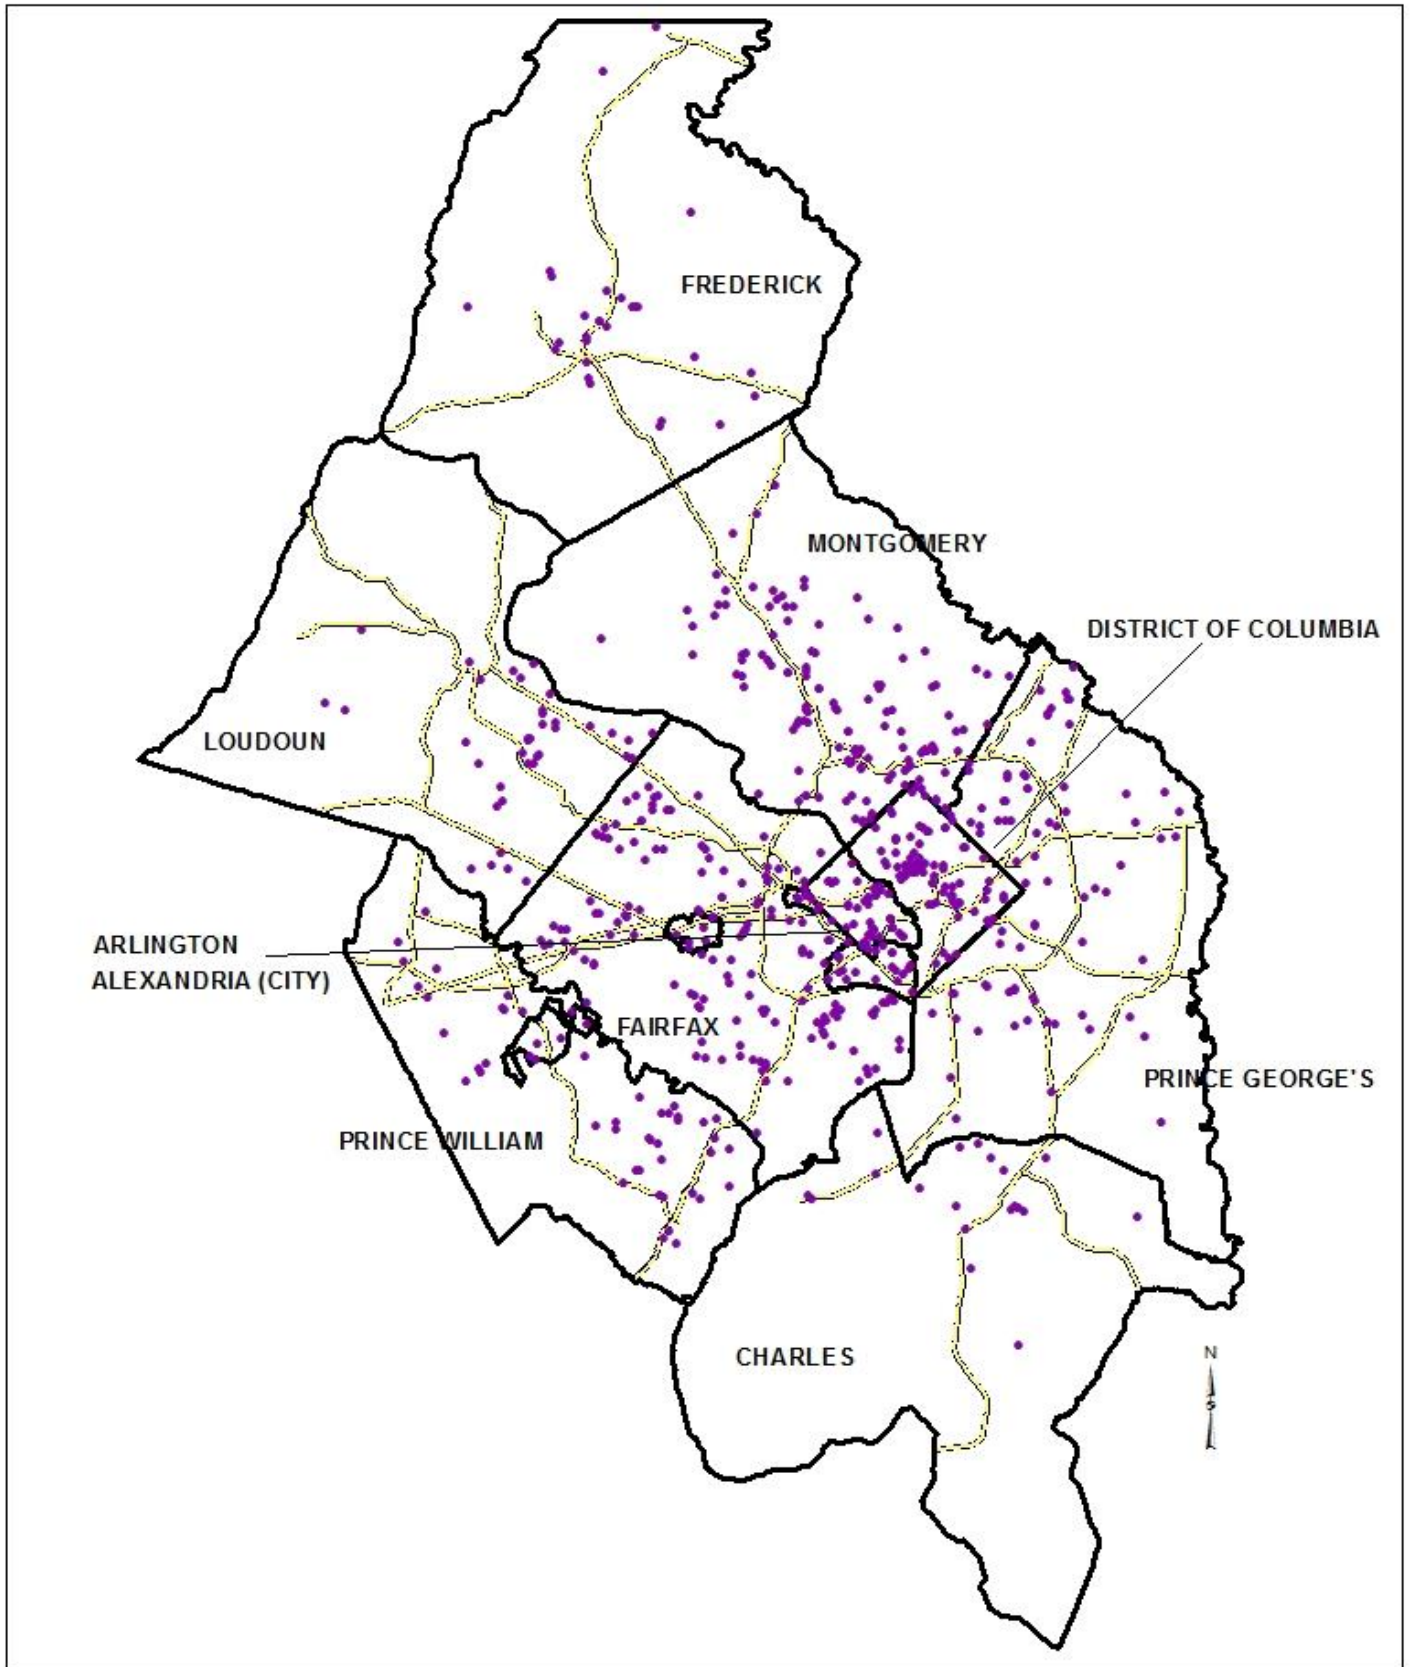 FREDERICK
MONTGOMERY
DISTRICT OF COLUMBIA
LOUDOUN
ARLINGTON
ALEXANDRIA (CITY)
FAIRFAX
PRINCE GEORGE'S
PRINCE WILLIAM
CHARLES
N